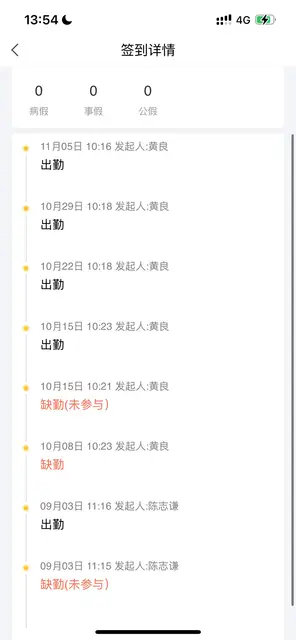 13:54
4G
签到详情
0 0 0
病假 事假 公假
11月05日 10:16 发起人:黄良
出勤
10月29日 10:18 发起人:黄良
出勤
10月22日 10:18 发起人:黄良
出勤
10月15日 10:23 发起人:黄良
出勤
10月15日 10:21 发起人:黄良
缺勤(未参与)
10月08日 10:23 发起人:黄良
缺勤
09月03日 11:16 发起人:陈志谦
出勤
09月03日 11:15 发起人:陈志谦
缺勤(未参与)